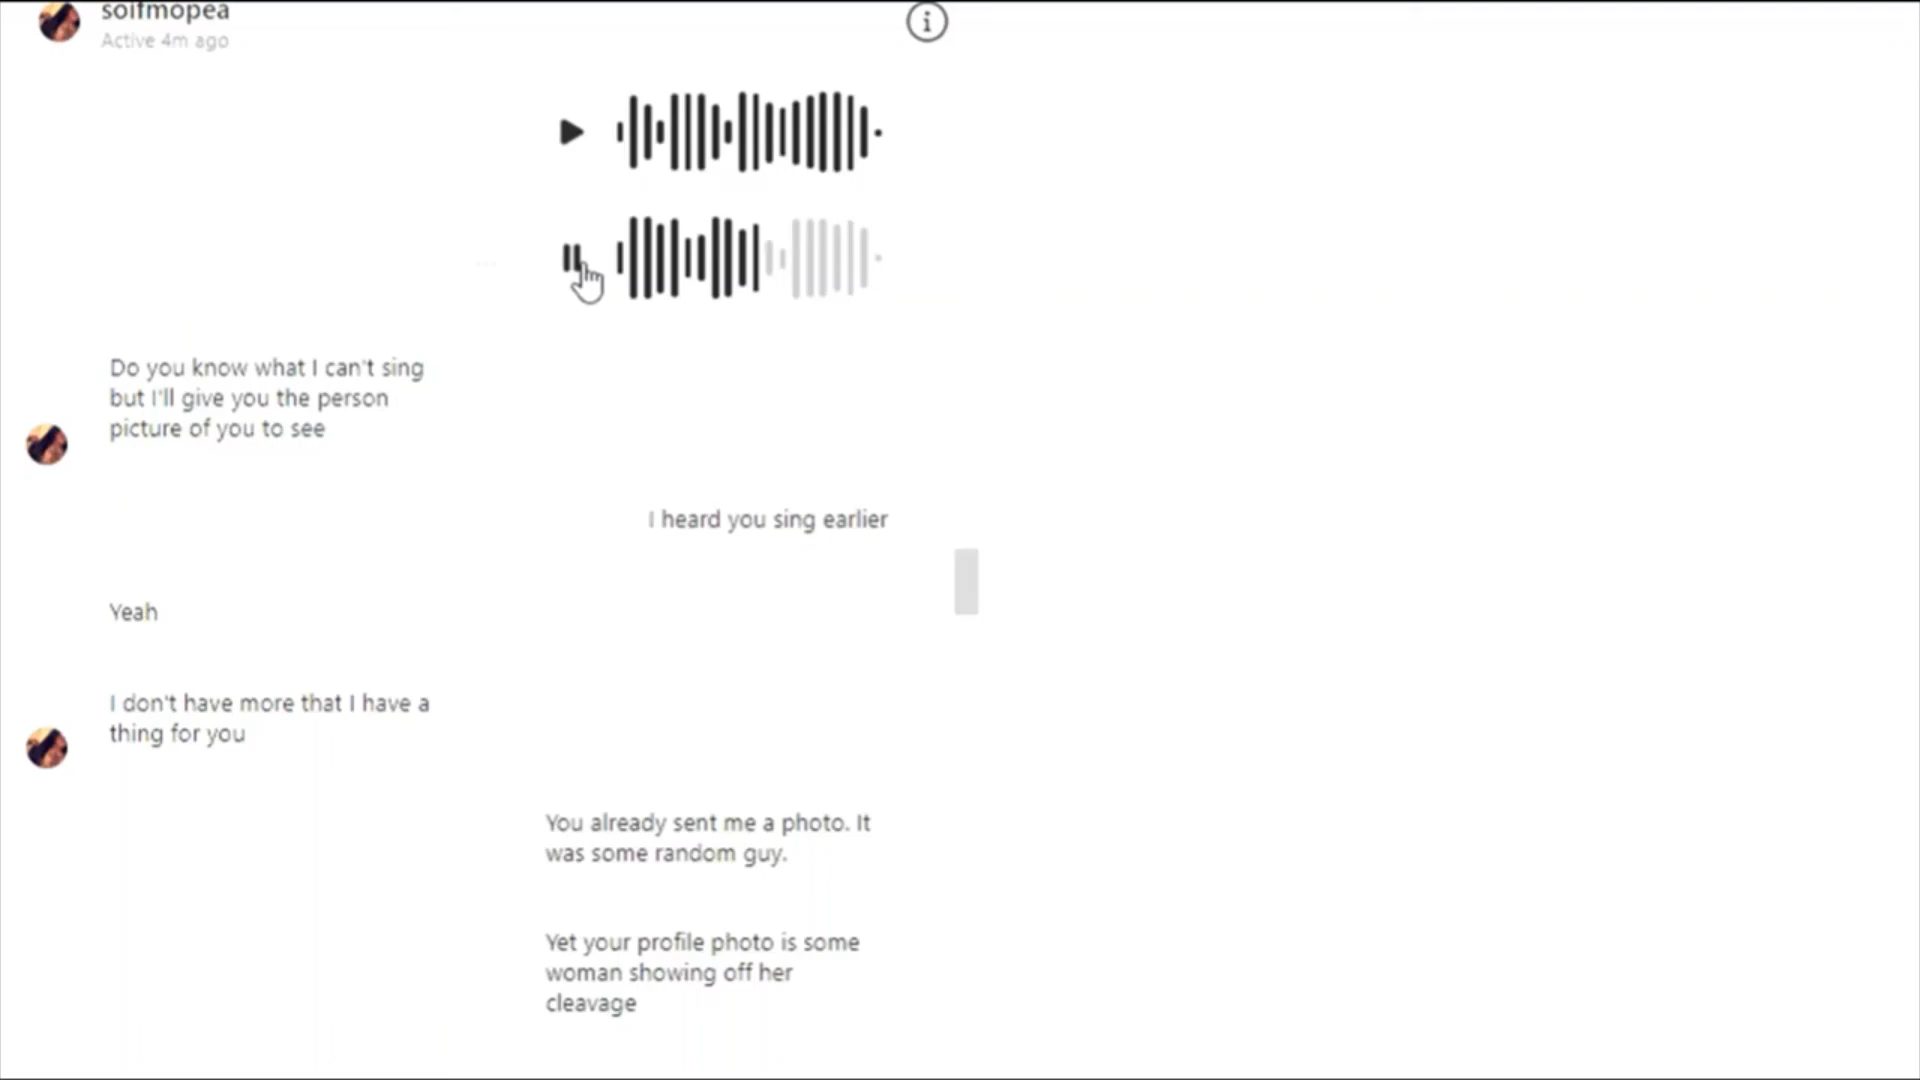 soifmopea
Active 4m ago
Do you know what I can't sing
but I'll give you the person
picture of you to see
I heard you sing earlier
Yeah
I don't have more that I have a
thing for you
You already sent me a photo. It
was some random guy.
Yet your profile photo is some
woman showing off her
cleavage